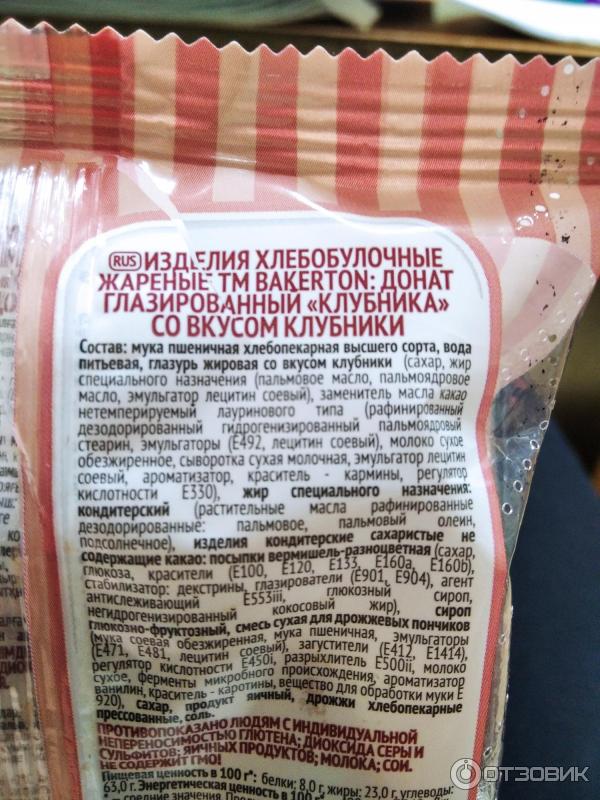 RUS ИЗДЕЛИЯ ХЛЕБОБУЛОЧНЫЕ
ЖАРЕНЫЕ ТМ BAKERTON: ДОНАТ
ГЛАЗИРОВАННЫЙ «КЛУБНИКА»
СО ВКУСОМ КЛУБНИКИ
Состав: мука пшеничная хлебопекарная высшего сорта, вода
питьевая, глазурь жировая со вкусом клубники (сахар, жир
специального назначения (пальмовое масло, пальмоядровое
масло, эмульгатор лецитин соевый), заменитель масла какао
нетемперируемый лауринового типа (рафинированный
дезодорированный гидрогенизированный пальмоядровый
стеарин, эмульгаторы (Е492, лецитин соевый), молоко сухое
обезжиренное, сыворотка сухая молочная, эмульгатор лецитин
соевый, ароматизатор, краситель - кармины, регулятор
кислотности Е330), жир специального назначения:
кондитерский (растительные масла рафинированные
дезодорированные: пальмовое, пальмовый олеин,
подсолнечное), изделия кондитерские сахаристые не
содержащие какао: посыпки вермишель-разноцветная (сахар,
глюкоза, красители (Е100, Е120, Е133, Е160а, Е160b),
стабилизатор: декстрины, глазирователи (Е901, Е904), агент
антислеживающий Е553iii, глюкозный сироп,
негидрогенизированный кокосовый жир), сироп
глюкозно-фруктозный, смесь сухая для дрожжевых пончиков
(мука соевая обезжиренная, мука пшеничная, эмульгаторы
(Е471, Е481, лецитин соевый), загустители (Е412, Е1414),
регулятор кислотности Е450i, разрыхлитель Е500ii, молоко
сухое, ферменты микробного происхождения, ароматизатор
ванилин, краситель - каротины, вещество для обработки муки Е
920), сахар, продукт яичный, дрожжи хлебопекарные
прессованные, соль.
ПРОТИВОПОКАЗАНО ЛЮДЯМ С ИНДИВИДУАЛЬНОЙ
НЕПЕРЕНОСИМОСТЬЮ ГЛЮТЕНА; ДИОКСИДА СЕРЫ И
СУЛЬФИТОВ; ЯИЧНЫХ ПРОДУКТОВ; МОЛОКА; СОИ.
НЕ СОДЕРЖИТ ГМО!
Пищевая ценность в 100 г*: белки: 8,0 г, жиры: 23,0 г, углеводы:
63,0 г. Энергетическая ценность в 100 г
средние значения.
ОТЗОВИК